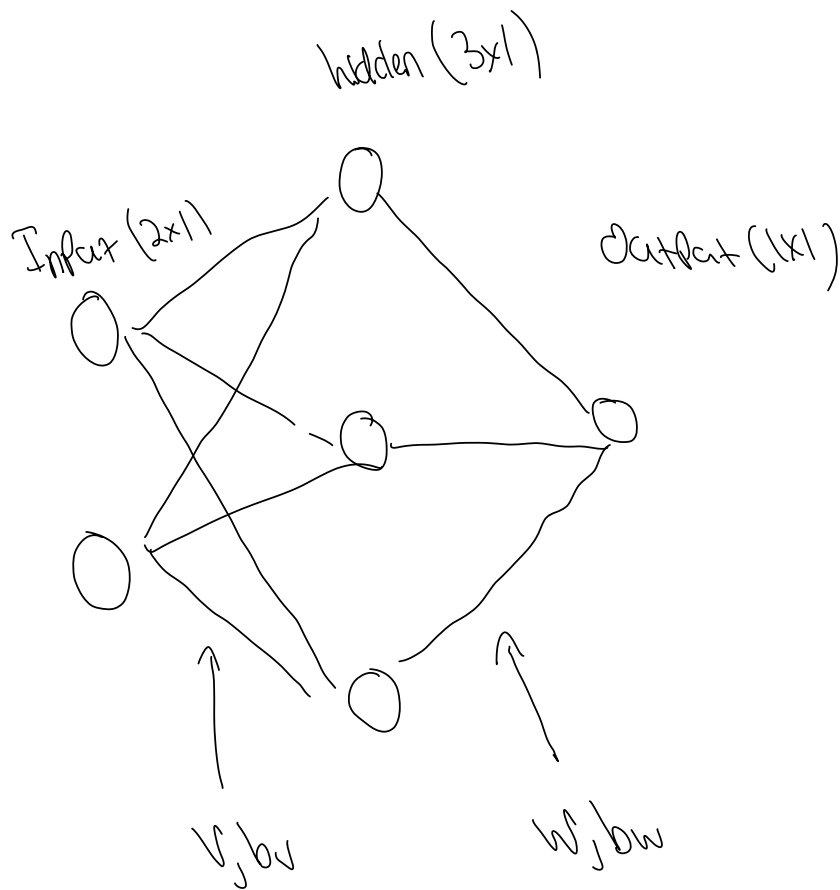 hidden (3x1)
Input (2x1)
Output (1x1)
V, bv
W, bw